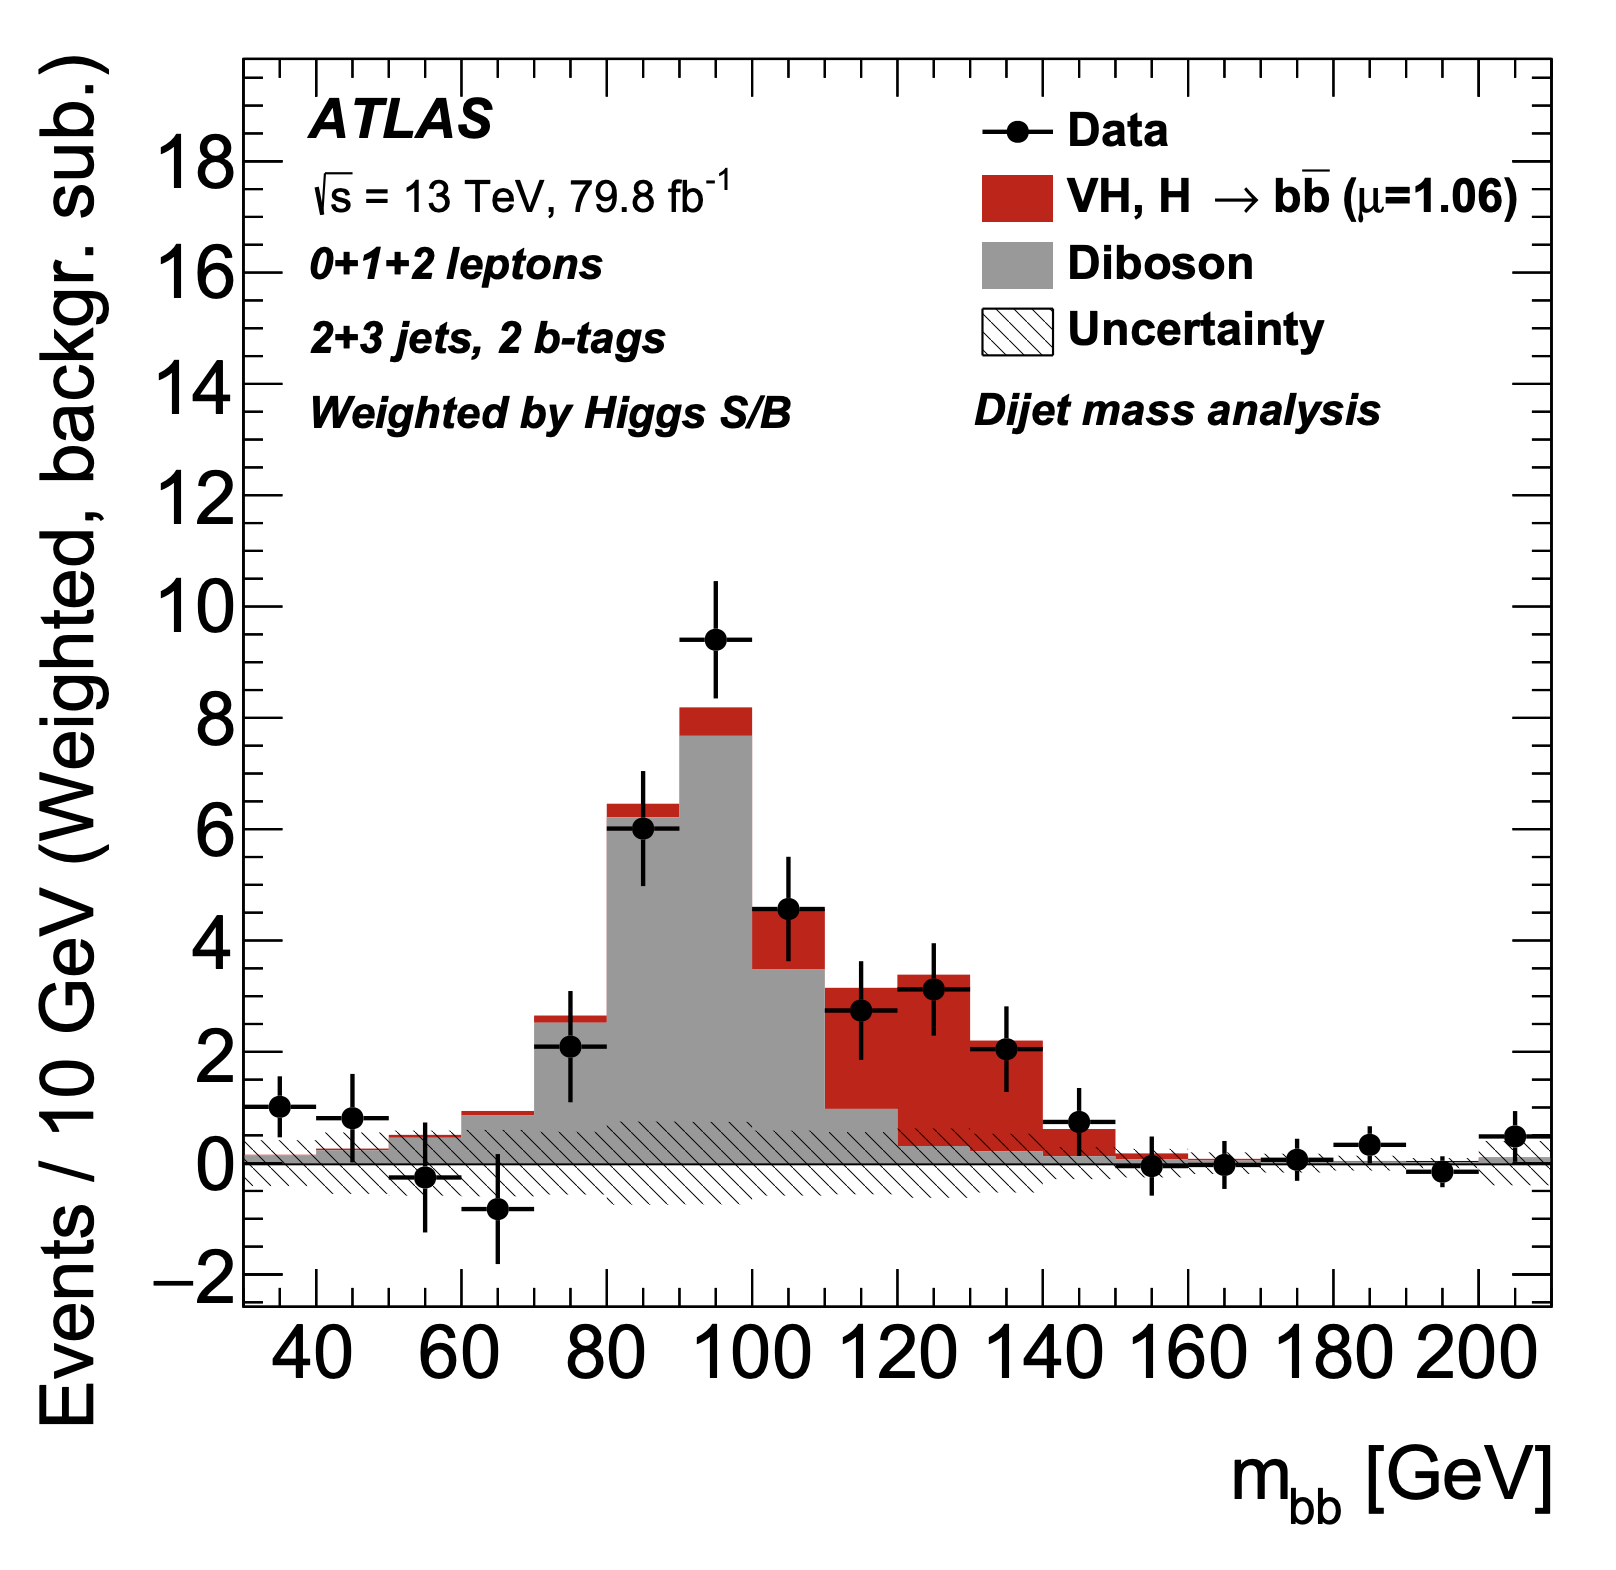 Events / 10 GeV (Weighted, backgr. sub.)
18
16
14
12
10
8
6
4
2
0
−2
ATLAS
√s = 13 TeV, 79.8 fb⁻¹
0+1+2 leptons
2+3 jets, 2 b-tags
Weighted by Higgs S/B
Data
VH, H → bb̅ (μ=1.06)
Diboson
Uncertainty
Dijet mass analysis
40 60 80 100 120 140 160 180 200
m_bb [GeV]